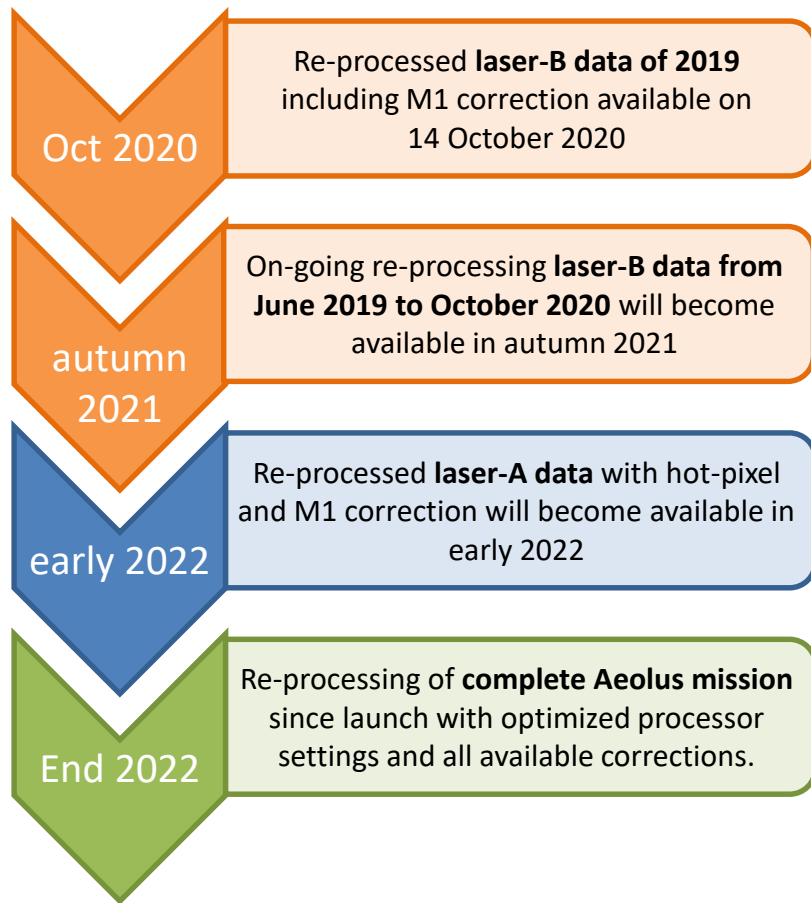 Oct 2020
Re-processed laser-B data of 2019
including M1 correction available on
14 October 2020
autumn
2021
On-going re-processing laser-B data from
June 2019 to October 2020 will become
available in autumn 2021
early 2022
Re-processed laser-A data with hot-pixel
and M1 correction will become available in
early 2022
End 2022
Re-processing of complete Aeolus mission
since launch with optimized processor
settings and all available corrections.